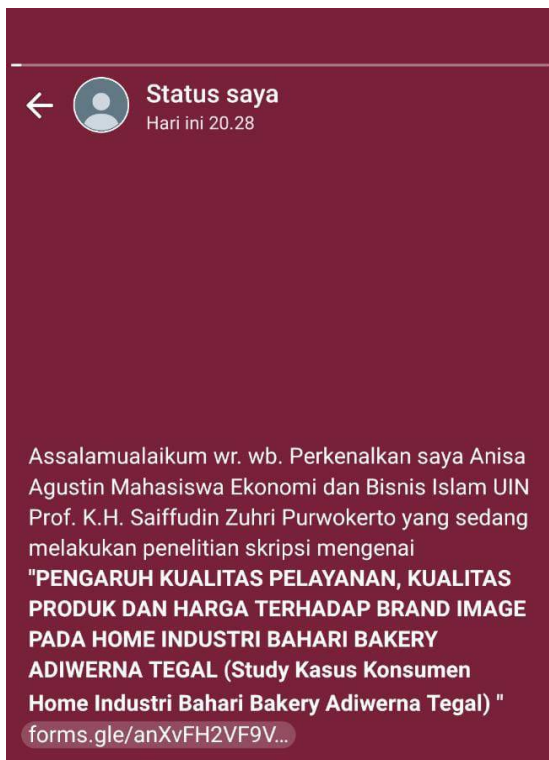 Status saya
Hari ini 20.28
Assalamualaikum wr. wb. Perkenalkan saya Anisa
Agustin Mahasiswa Ekonomi dan Bisnis Islam UIN
Prof. K.H. Saiffudin Zuhri Purwokerto yang sedang
melakukan penelitian skripsi mengenai
"PENGARUH KUALITAS PELAYANAN, KUALITAS
PRODUK DAN HARGA TERHADAP BRAND IMAGE
PADA HOME INDUSTRI BAHARI BAKERY
ADIWERNA TEGAL (Study Kasus Konsumen
Home Industri Bahari Bakery Adiwerna Tegal) "
forms.gle/anXvFH2VF9V...